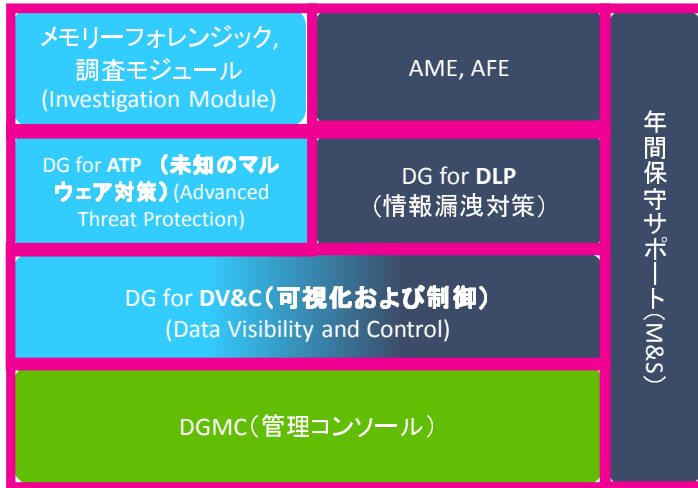 メモリーフォレンジック,
調査モジュール
(Investigation Module)
AME, AFE
DG for ATP （未知のマル
ウェア対策）(Advanced
Threat Protection)
DG for DLP
（情報漏洩対策）
DG for DV&C（可視化および制御）
(Data Visibility and Control)
DGMC（管理コンソール）
年間保守サポート（M&S）